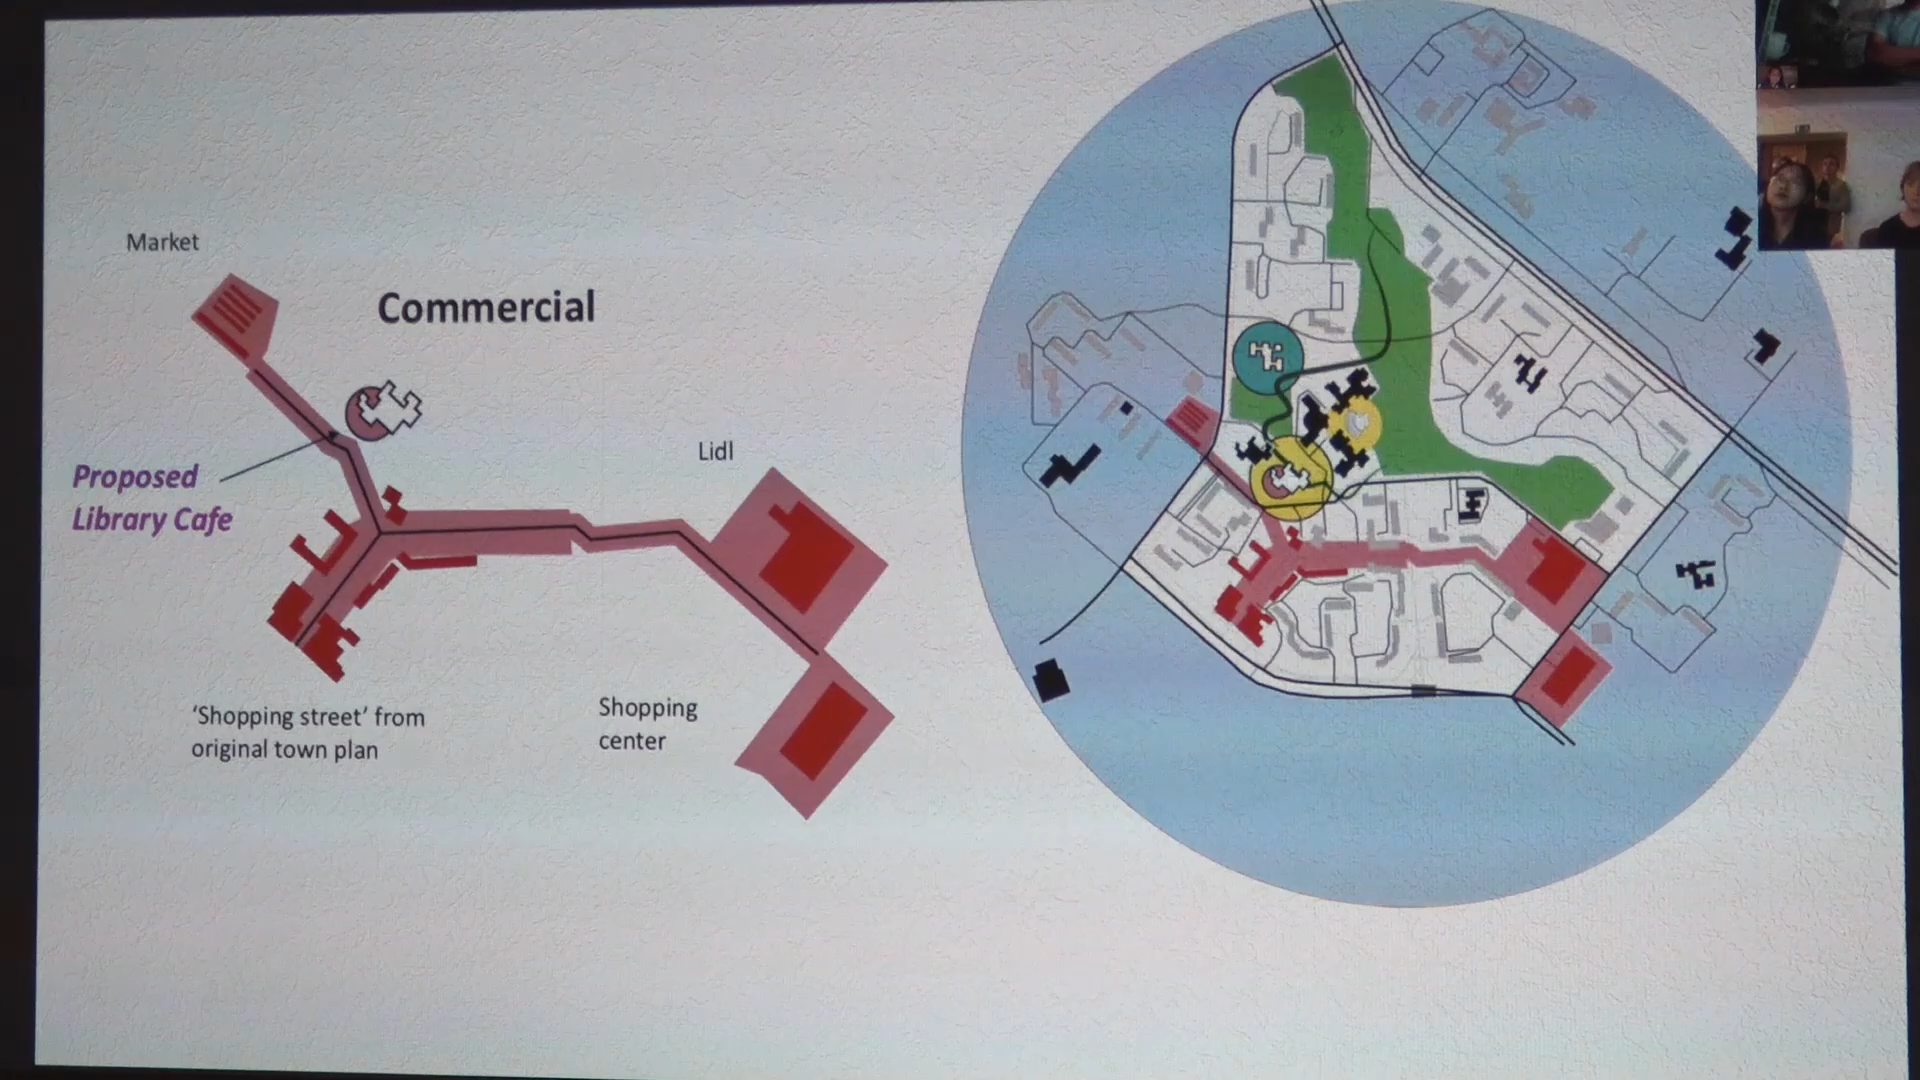 Market
Commercial
Proposed
Library Cafe
Lidl
‘Shopping street’ from
original town plan
Shopping
center